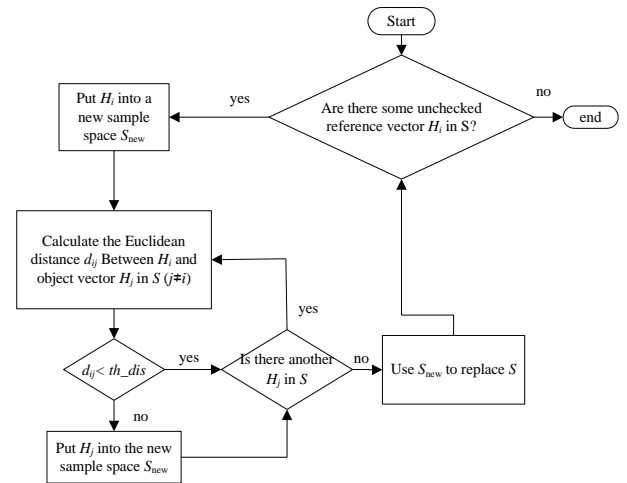 Start
Are there some unchecked
reference vector Hi in S?
yes
no
end
Put Hi into a
new sample
space Snew
Calculate the Euclidean
distance dij Between Hi and
object vector Hj in S (j≠i)
yes
dij< th_dis
yes
Is there another
Hj in S
no
Use Snew to replace S
no
Put Hj into the new
sample space Snew